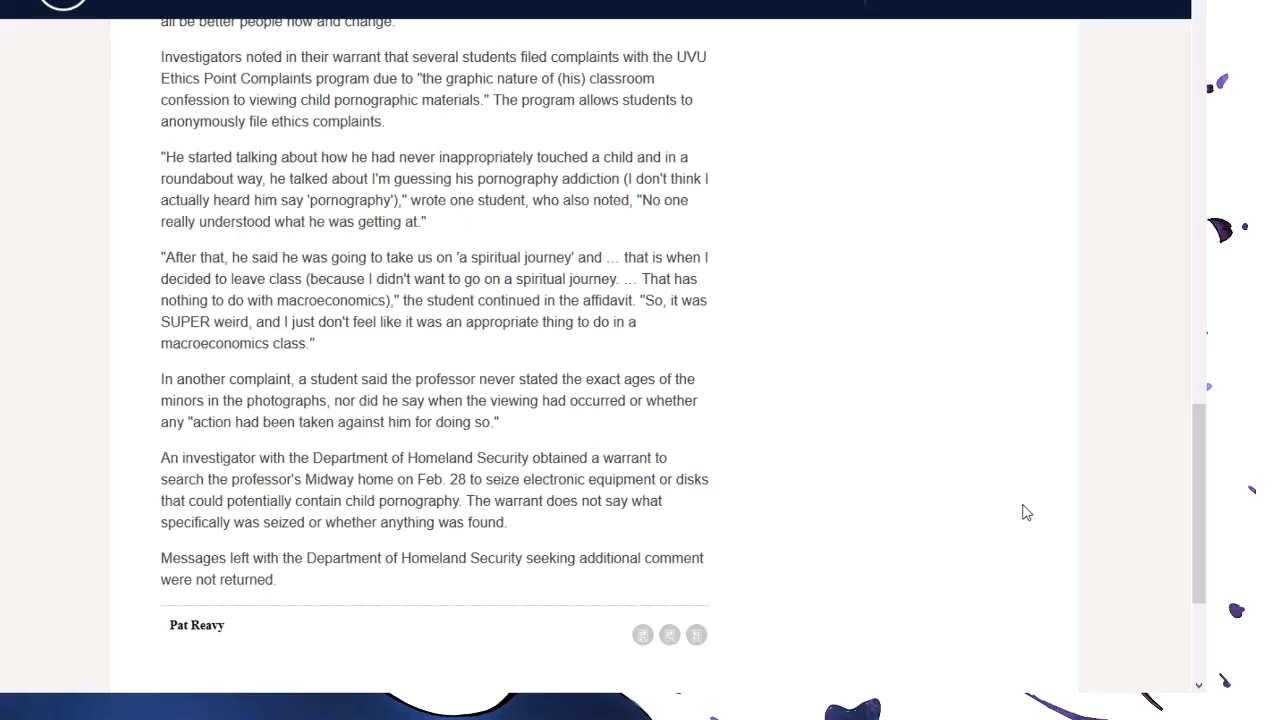 all be better people now and change.
Investigators noted in their warrant that several students filed complaints with the UVU
Ethics Point Complaints program due to "the graphic nature of (his) classroom
confession to viewing child pornographic materials." The program allows students to
anonymously file ethics complaints.
"He started talking about how he had never inappropriately touched a child and in a
roundabout way, he talked about I'm guessing his pornography addiction (I don't think I
actually heard him say 'pornography')," wrote one student, who also noted, "No one
really understood what he was getting at."
"After that, he said he was going to take us on 'a spiritual journey' and … that is when I
decided to leave class (because I didn't want to go on a spiritual journey. … That has
nothing to do with macroeconomics)," the student continued in the affidavit. "So, it was
SUPER weird, and I just don't feel like it was an appropriate thing to do in a
macroeconomics class."
In another complaint, a student said the professor never stated the exact ages of the
minors in the photographs, nor did he say when the viewing had occurred or whether
any "action had been taken against him for doing so."
An investigator with the Department of Homeland Security obtained a warrant to
search the professor's Midway home on Feb. 28 to seize electronic equipment or disks
that could potentially contain child pornography. The warrant does not say what
specifically was seized or whether anything was found.
Messages left with the Department of Homeland Security seeking additional comment
were not returned.
Pat Reavy